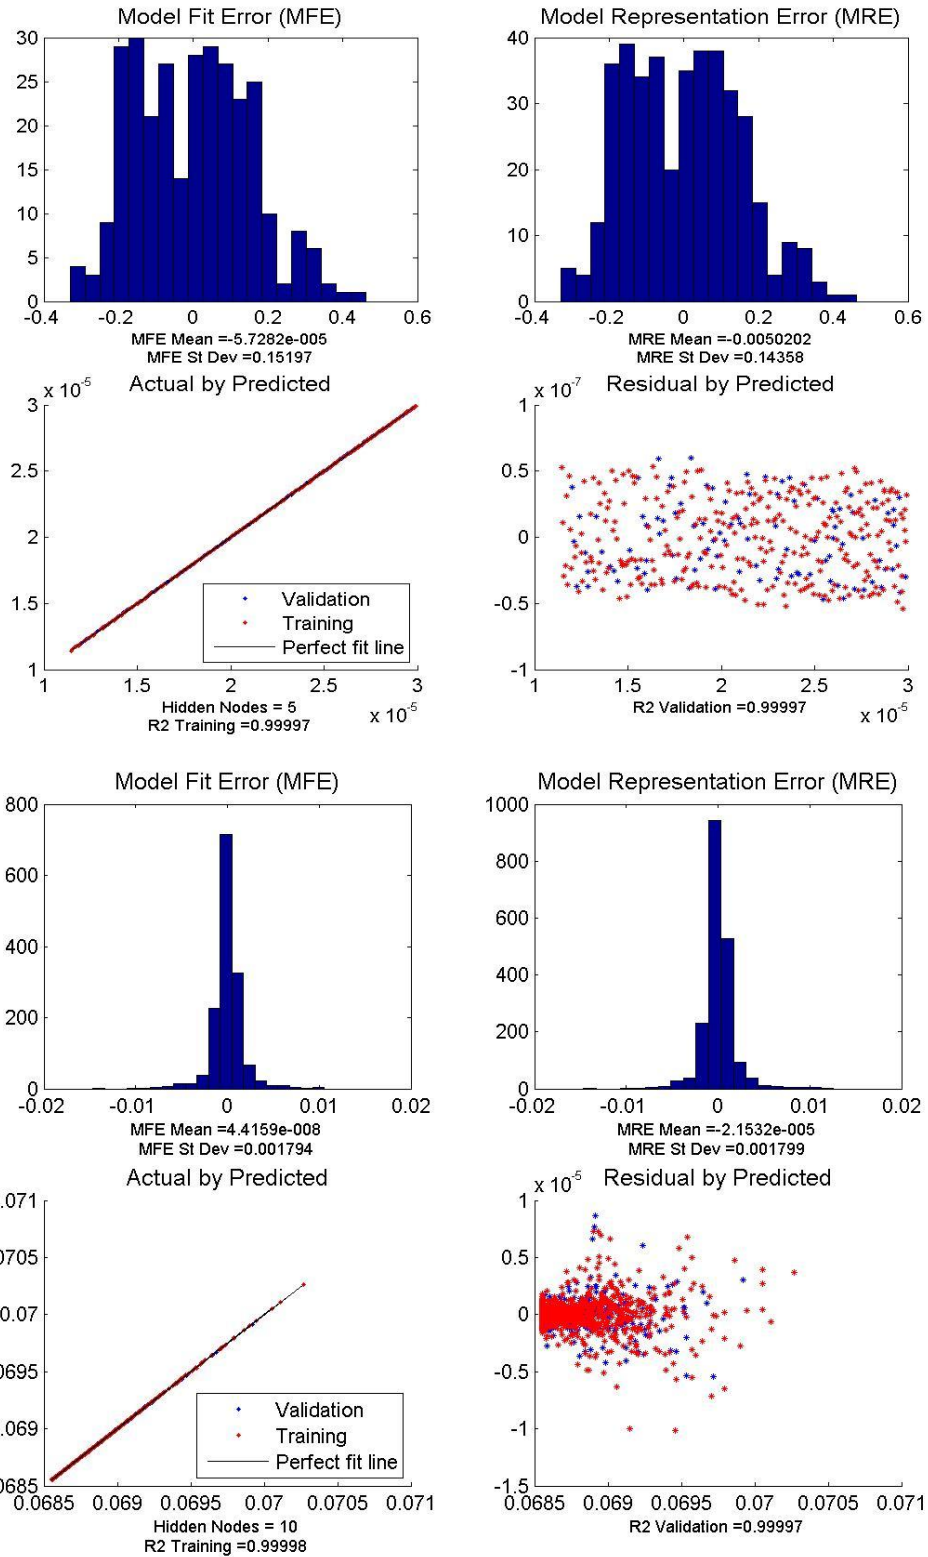 Model Fit Error (MFE)
30
25
20
15
10
5
0
-0.4 -0.2 0 0.2 0.4 0.6
MFE Mean =-5.7282e-005
MFE St Dev =0.15197
Model Representation Error (MRE)
40
30
20
10
0
-0.4 -0.2 0 0.2 0.4 0.6
MRE Mean =-0.0050202
MRE St Dev =0.14358
Actual by Predicted
x 10-5
3
2.5
2
1.5
1
Validation
Training
Perfect fit line
1 1.5 2 2.5 3
x 10-5
Hidden Nodes = 5
R2 Training =0.99997
Residual by Predicted
x 10-7
1
0.5
0
-0.5
-1
1 1.5 2 2.5 3
x 10-5
R2 Validation =0.99997
Model Fit Error (MFE)
800
600
400
200
0
-0.02 -0.01 0 0.01 0.02
MFE Mean =4.4159e-008
MFE St Dev =0.001794
Model Representation Error (MRE)
1000
800
600
400
200
0
-0.02 -0.01 0 0.01 0.02
MRE Mean =-2.1532e-005
MRE St Dev =0.001799
Actual by Predicted
.071
.0705
0.07
.0695
.069
.0685
Validation
Training
Perfect fit line
0.0685 0.069 0.0695 0.07 0.0705 0.071
Hidden Nodes = 10
R2 Training =0.99998
Residual by Predicted
x 10-5
1
0.5
0
-0.5
-1
-1.5
0.0685 0.069 0.0695 0.07 0.0705 0.071
R2 Validation =0.99997